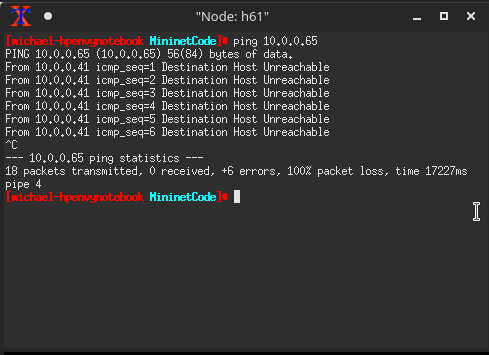 "Node: h61"
[michael-hpenvynotebook MininetCode]# ping 10.0.0.65
PING 10.0.0.65 (10.0.0.65) 56(84) bytes of data.
From 10.0.0.41 icmp_seq=1 Destination Host Unreachable
From 10.0.0.41 icmp_seq=2 Destination Host Unreachable
From 10.0.0.41 icmp_seq=3 Destination Host Unreachable
From 10.0.0.41 icmp_seq=4 Destination Host Unreachable
From 10.0.0.41 icmp_seq=5 Destination Host Unreachable
From 10.0.0.41 icmp_seq=6 Destination Host Unreachable
^C
--- 10.0.0.65 ping statistics ---
18 packets transmitted, 0 received, +6 errors, 100% packet loss, time 17227ms
pipe 4
[michael-hpenvynotebook MininetCode]#